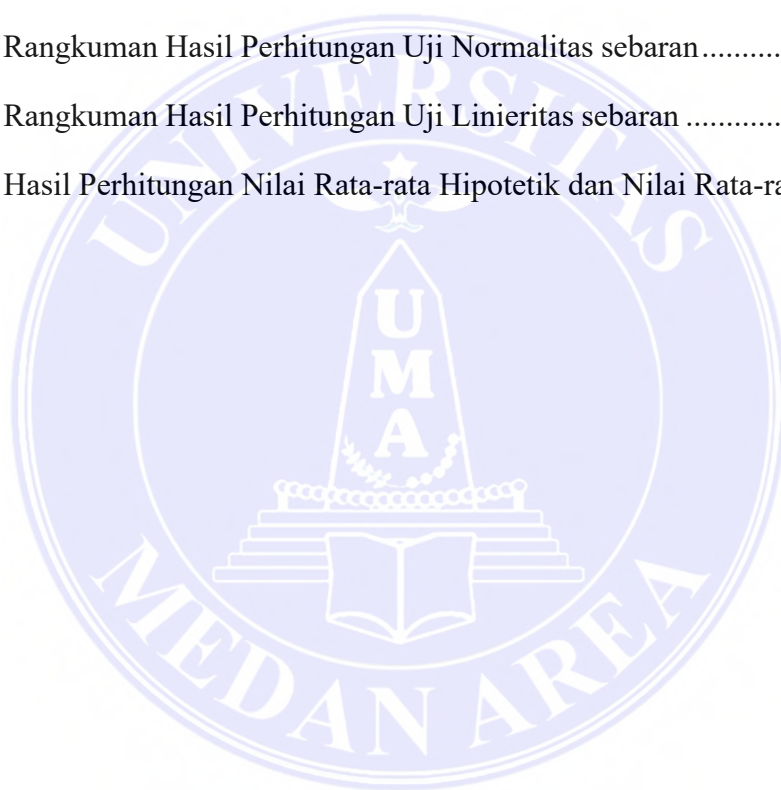 Rangkuman Hasil Perhitungan Uji Normalitas sebaran..........
Rangkuman Hasil Perhitungan Uji Linieritas sebaran ............
Hasil Perhitungan Nilai Rata-rata Hipotetik dan Nilai Rata-ra
UNIVERSITAS
U
M
A
MEDAN AREA